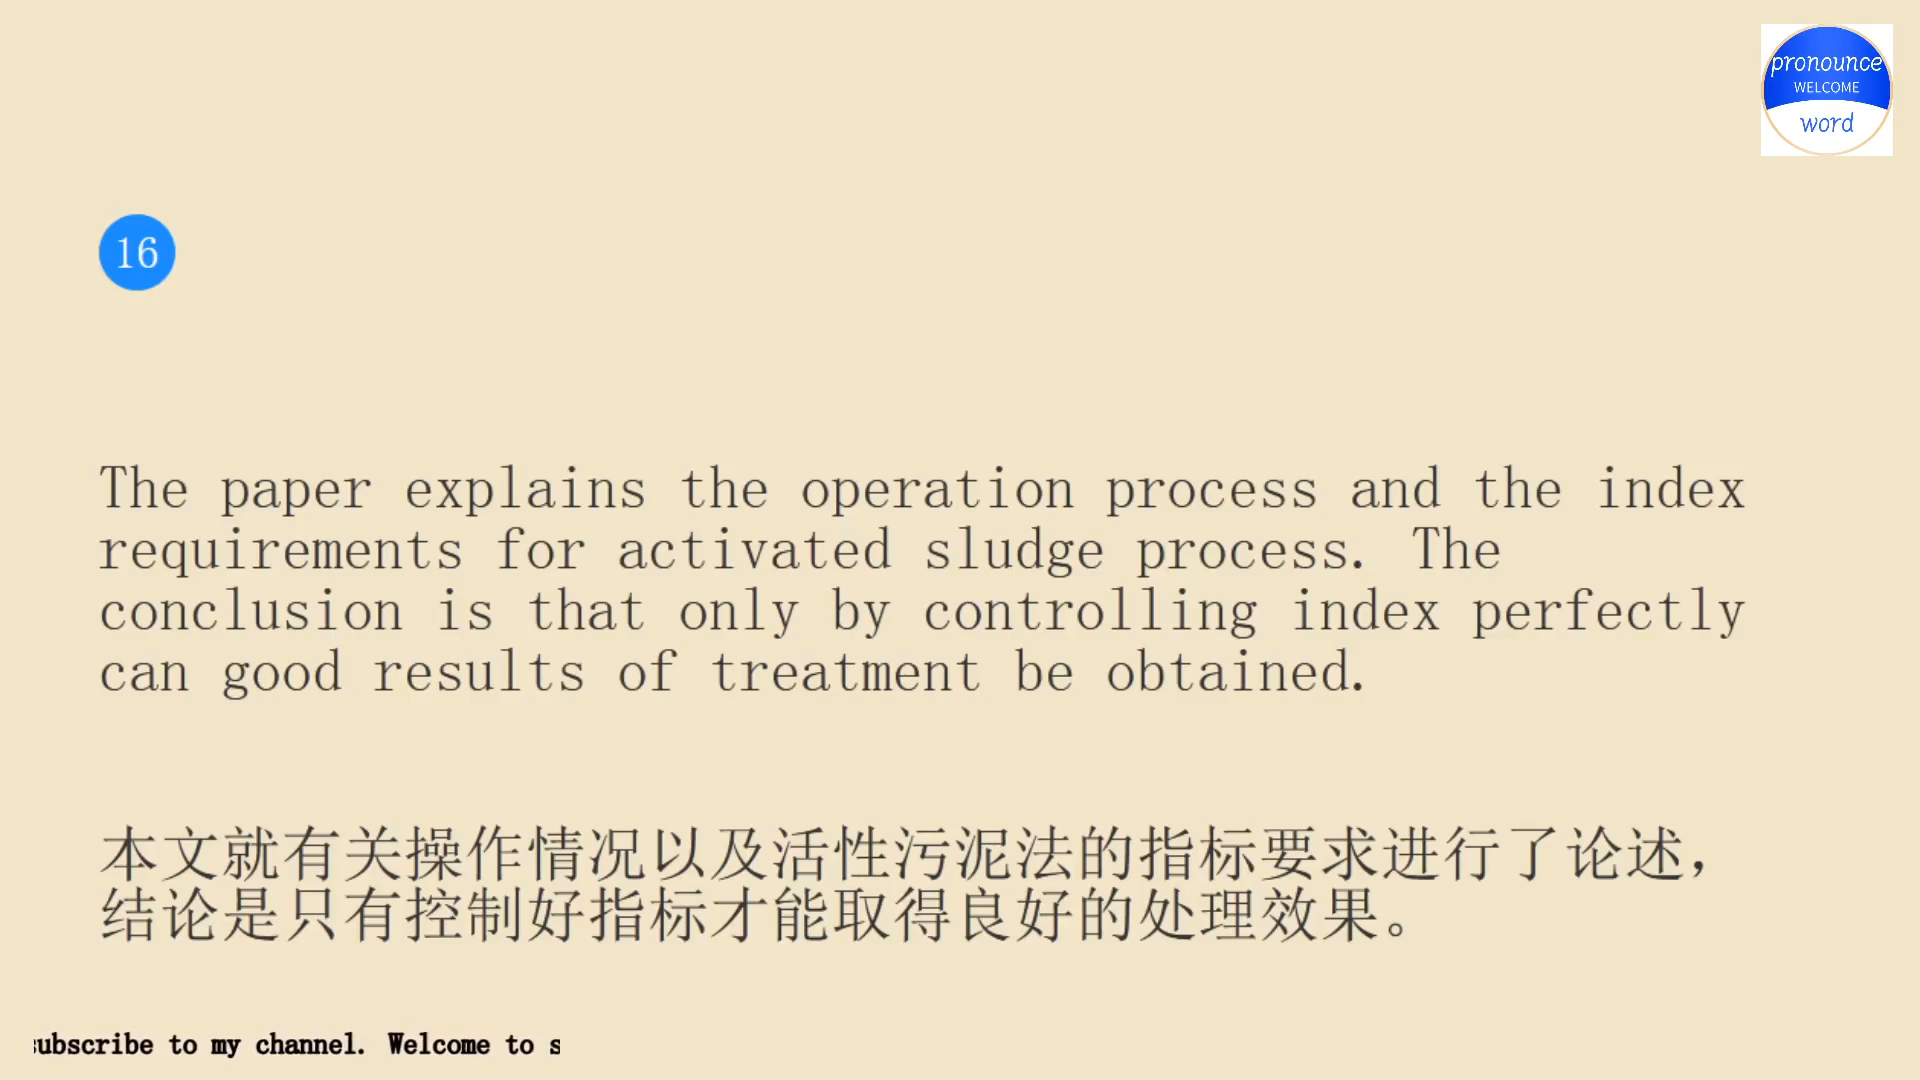 pronounce
WELCOME
word
16
The paper explains the operation process and the index
requirements for activated sludge process. The
conclusion is that only by controlling index perfectly
can good results of treatment be obtained.
本文就有关操作情况以及活性污泥法的指标要求进行了论述，
结论是只有控制好指标才能取得良好的处理效果。
subscribe to my channel. Welcome to s